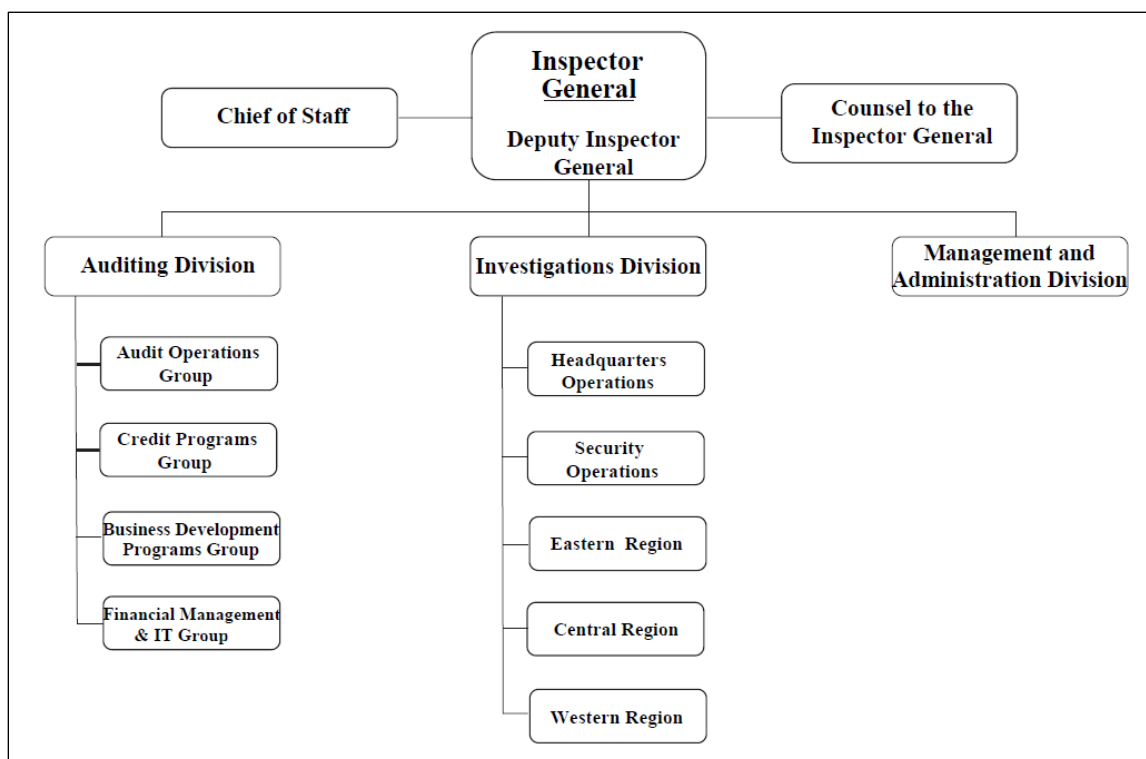 Inspector
General
Deputy Inspector
General
Chief of Staff
Counsel to the
Inspector General
Auditing Division
Investigations Division
Management and
Administration Division
Audit Operations
Group
Credit Programs
Group
Business Development
Programs Group
Financial Management
& IT Group
Headquarters
Operations
Security
Operations
Eastern Region
Central Region
Western Region